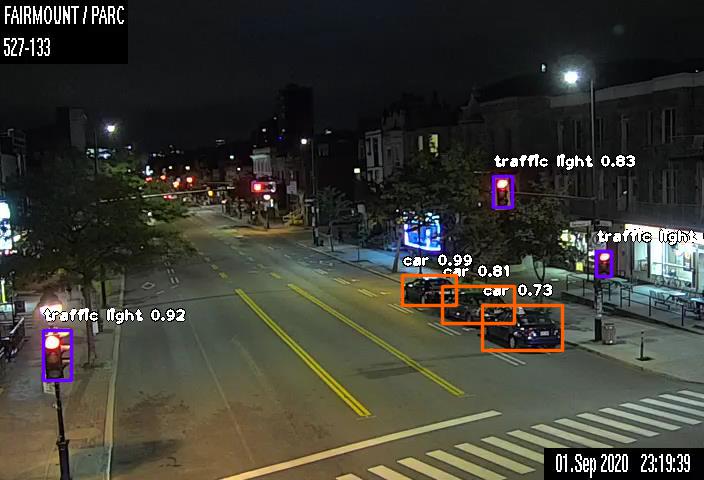 FAIRMOUNT / PARC
527-133
traffic light 0.83
traffic light
car 0.99
car 0.81
car 0.73
traffic light 0.92
01.Sep 2020 23:19:39